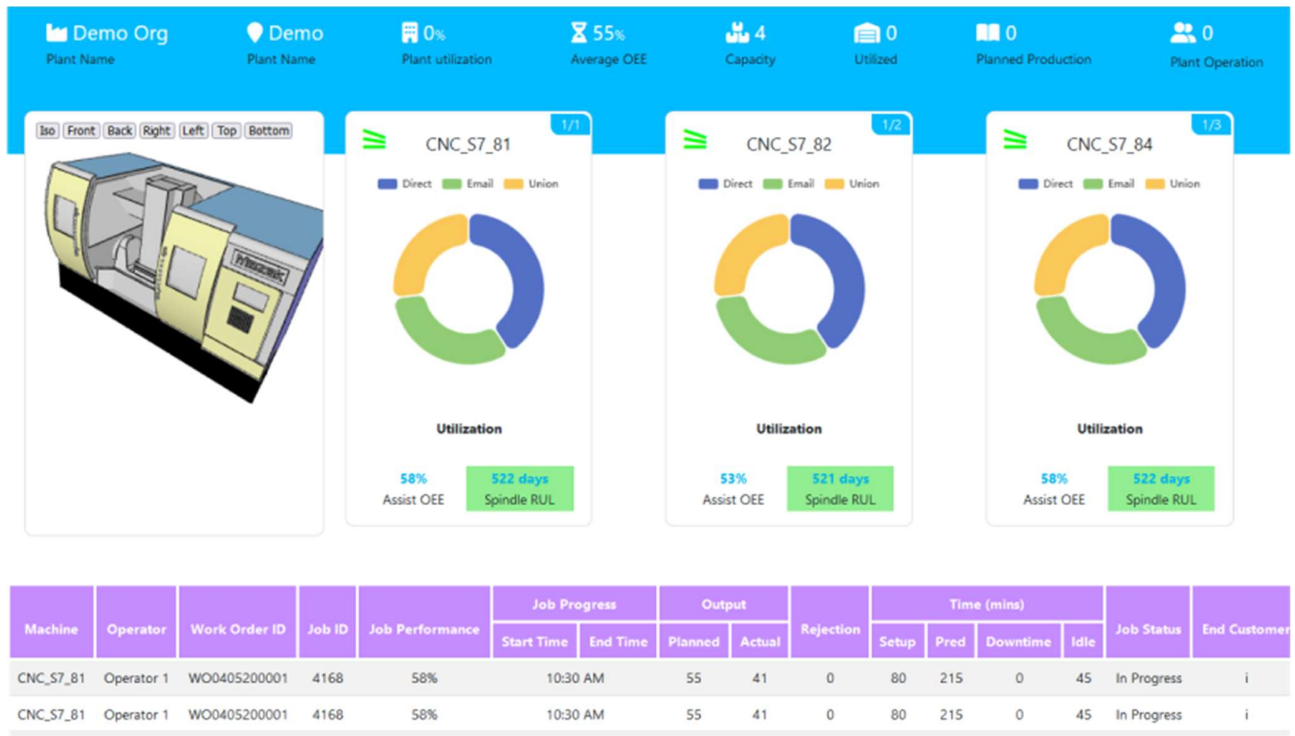 Demo Org
Plant Name
Demo
Plant Name
0%
Plant utilization
55%
Average OEE
4
Capacity
0
Utilized
0
Planned Production
0
Plant Operation
Iso Front Back Right Left Top Bottom
Mazak
1/1
CNC_S7_81
Direct Email Union
Utilization
58%
Assist OEE
522 days
Spindle RUL
1/2
CNC_S7_82
Direct Email Union
Utilization
53%
Assist OEE
521 days
Spindle RUL
1/3
CNC_S7_84
Direct Email Union
Utilization
58%
Assist OEE
522 days
Spindle RUL
Job Progress Output Time (mins)
Machine Operator Work Order ID Job ID Job Performance Rejection Job Status End Customer
Start Time End Time Planned Actual Setup Pred Downtime Idle
CNC_S7_81 Operator 1 WO0405200001 4168 58% 10:30 AM 55 41 0 80 215 0 45 In Progress i
CNC_S7_81 Operator 1 WO0405200001 4168 58% 10:30 AM 55 41 0 80 215 0 45 In Progress i